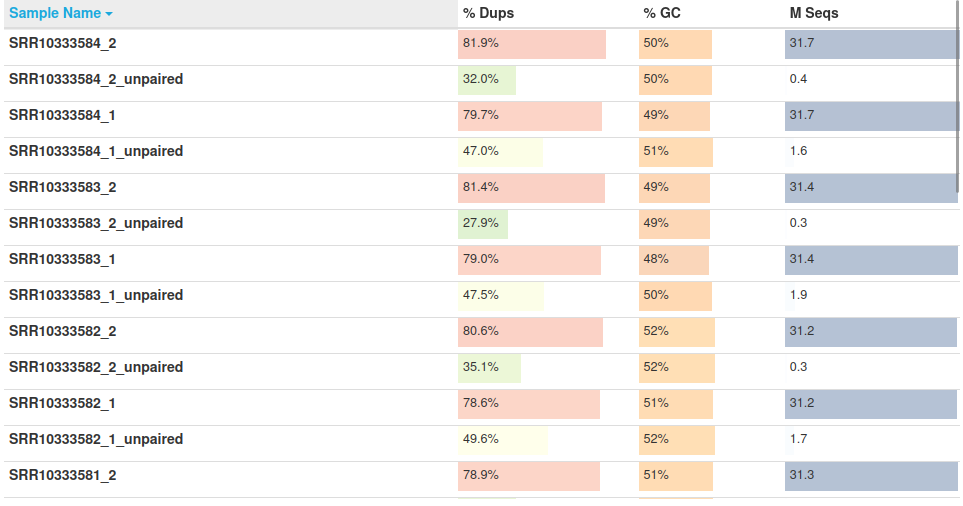 Sample Name % Dups % GC M Seqs
SRR10333584_2 81.9% 50% 31.7
SRR10333584_2_unpaired 32.0% 50% 0.4
SRR10333584_1 79.7% 49% 31.7
SRR10333584_1_unpaired 47.0% 51% 1.6
SRR10333583_2 81.4% 49% 31.4
SRR10333583_2_unpaired 27.9% 49% 0.3
SRR10333583_1 79.0% 48% 31.4
SRR10333583_1_unpaired 47.5% 50% 1.9
SRR10333582_2 80.6% 52% 31.2
SRR10333582_2_unpaired 35.1% 52% 0.3
SRR10333582_1 78.6% 51% 31.2
SRR10333582_1_unpaired 49.6% 52% 1.7
SRR10333581_2 78.9% 51% 31.3